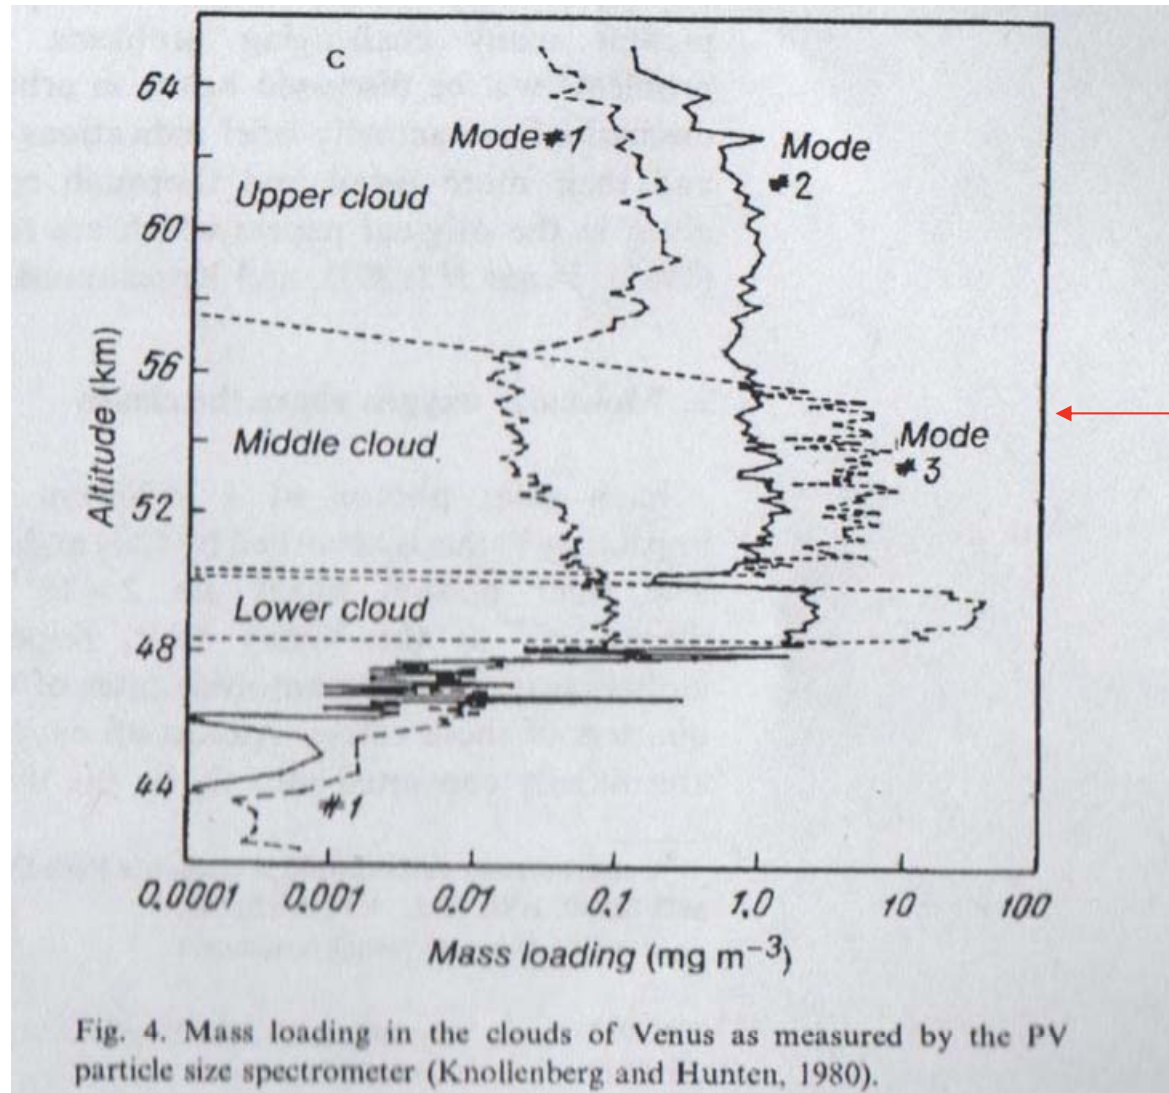 C
64
Mode #1
Mode
#2
Upper cloud
60
56
Altitude (km)
Middle cloud
Mode
#3
52
Lower cloud
48
44
#1
0.0001 0.001 0.01 0.1 1.0 10 100
Mass loading (mg m⁻³)
Fig. 4. Mass loading in the clouds of Venus as measured by the PV
particle size spectrometer (Knollenberg and Hunten, 1980).